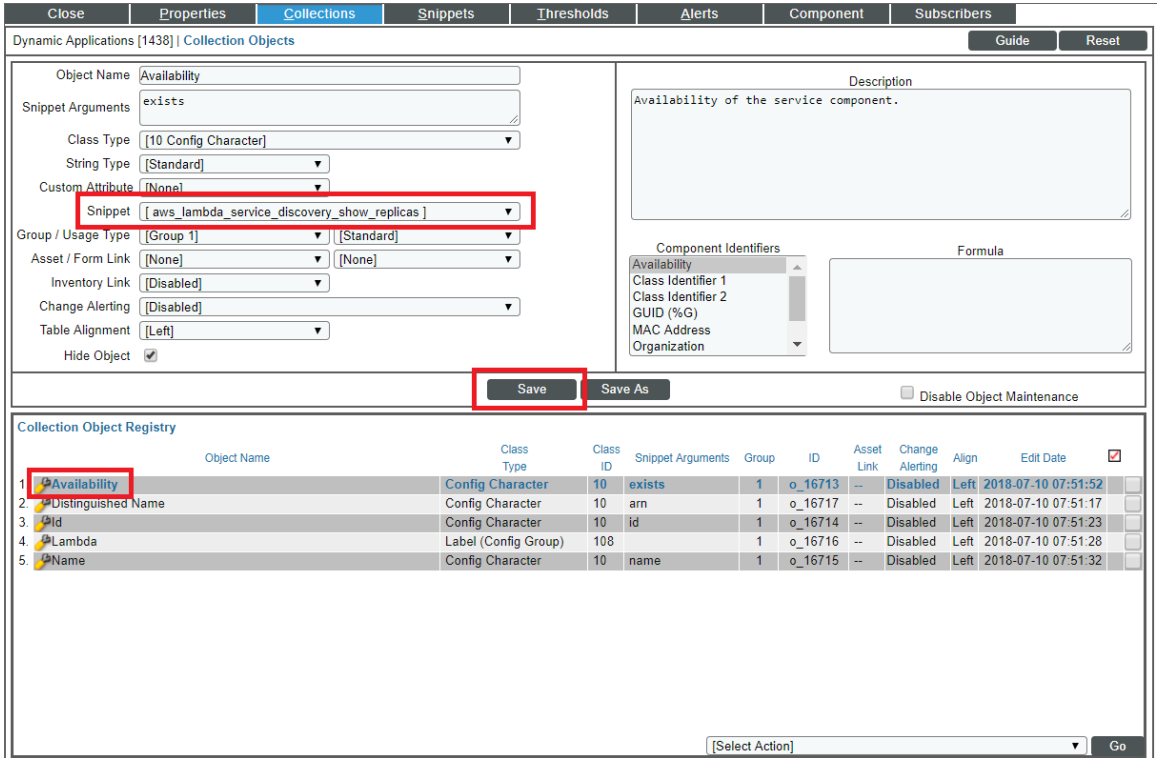 Close Properties Collections Snippets Thresholds Alerts Component Subscribers
Dynamic Applications [1438] | Collection Objects Guide Reset
Object Name Availability
Snippet Arguments exists
Class Type [10 Config Character]
String Type [Standard]
Custom Attribute [None]
Snippet [ aws_lambda_service_discovery_show_replicas ]
Group / Usage Type [Group 1] [Standard]
Asset / Form Link [None] [None]
Inventory Link [Disabled]
Change Alerting [Disabled]
Table Alignment [Left]
Hide Object
Description
Availability of the service component.
Component Identifiers
Availability
Class Identifier 1
Class Identifier 2
GUID (%G)
MAC Address
Organization
Formula
Save Save As Disable Object Maintenance
Collection Object Registry
Object Name Class Type Class ID Snippet Arguments Group ID Asset Link Change Alerting Align Edit Date
1. Availability Config Character 10 exists 1 o_16713 -- Disabled Left 2018-07-10 07:51:52
2. Distinguished Name Config Character 10 arn 1 o_16717 -- Disabled Left 2018-07-10 07:51:17
3. Id Config Character 10 id 1 o_16714 -- Disabled Left 2018-07-10 07:51:23
4. Lambda Label (Config Group) 108 1 o_16716 -- Disabled Left 2018-07-10 07:51:28
5. Name Config Character 10 name 1 o_16715 -- Disabled Left 2018-07-10 07:51:32
[Select Action] Go